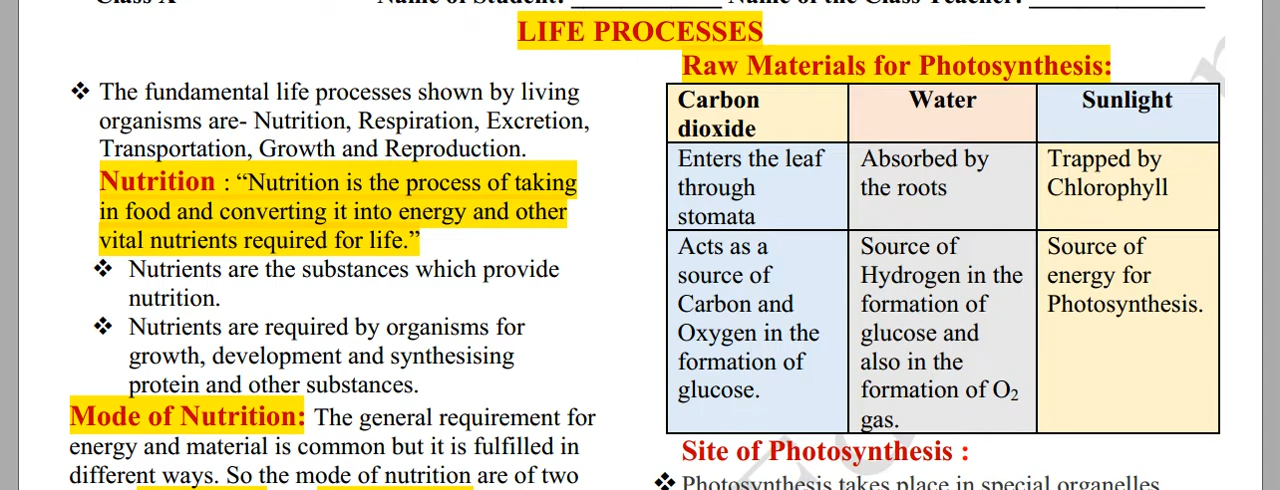 LIFE PROCESSES
❖ The fundamental life processes shown by living
organisms are- Nutrition, Respiration, Excretion,
Transportation, Growth and Reproduction.
Nutrition : “Nutrition is the process of taking
in food and converting it into energy and other
vital nutrients required for life.”
❖ Nutrients are the substances which provide
nutrition.
❖ Nutrients are required by organisms for
growth, development and synthesising
protein and other substances.
Mode of Nutrition: The general requirement for
energy and material is common but it is fulfilled in
different ways. So the mode of nutrition are of two
Raw Materials for Photosynthesis:
Carbon
dioxide
Water
Sunlight
Enters the leaf
through
stomata
Absorbed by
the roots
Trapped by
Chlorophyll
Acts as a
source of
Carbon and
Oxygen in the
formation of
glucose.
Source of
Hydrogen in the
formation of
glucose and
also in the
formation of O₂
gas.
Source of
energy for
Photosynthesis.
Site of Photosynthesis :
❖ Photosynthesis takes place in special organelles